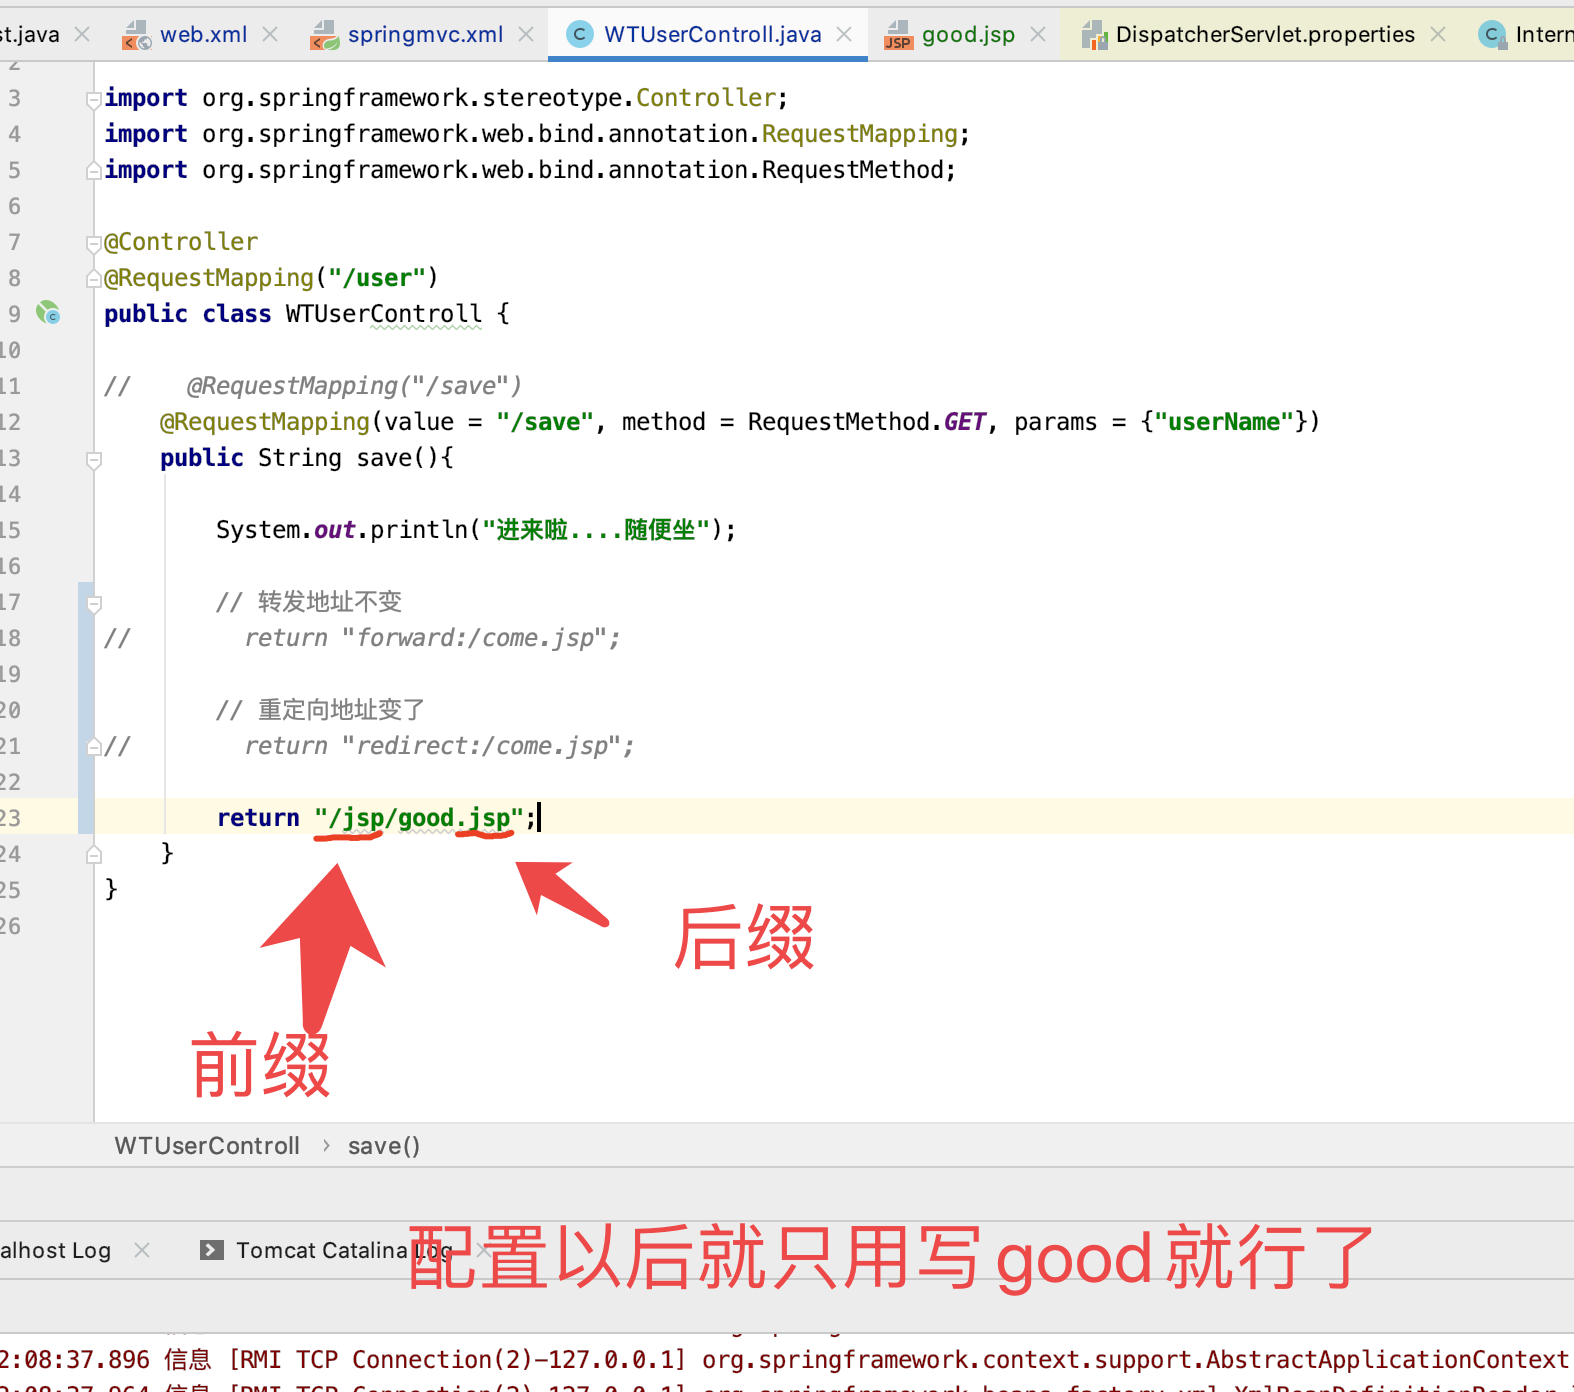 st.java
web.xml
springmvc.xml
WTUserControll.java
good.jsp
DispatcherServlet.properties
Intern
2
3 import org.springframework.stereotype.Controller;
4 import org.springframework.web.bind.annotation.RequestMapping;
5 import org.springframework.web.bind.annotation.RequestMethod;
6
7 @Controller
8 @RequestMapping("/user")
9 public class WTUserControll {
10
11 //    @RequestMapping("/save")
12     @RequestMapping(value = "/save", method = RequestMethod.GET, params = {"userName"})
13     public String save(){
14
15         System.out.println("进来啦....随便坐");
16
17         // 转发地址不变
18 //        return "forward:/come.jsp";
19
20         // 重定向地址变了
21 //        return "redirect:/come.jsp";
22
23         return "/jsp/good.jsp";
24     }
25 }
26
后缀
前缀
WTUserControll › save()
alhost Log
Tomcat Catalina Log
配置以后就只用写good就行了
2:08:37.896 信息 [RMI TCP Connection(2)-127.0.0.1] org.springframework.context.support.AbstractApplicationContext